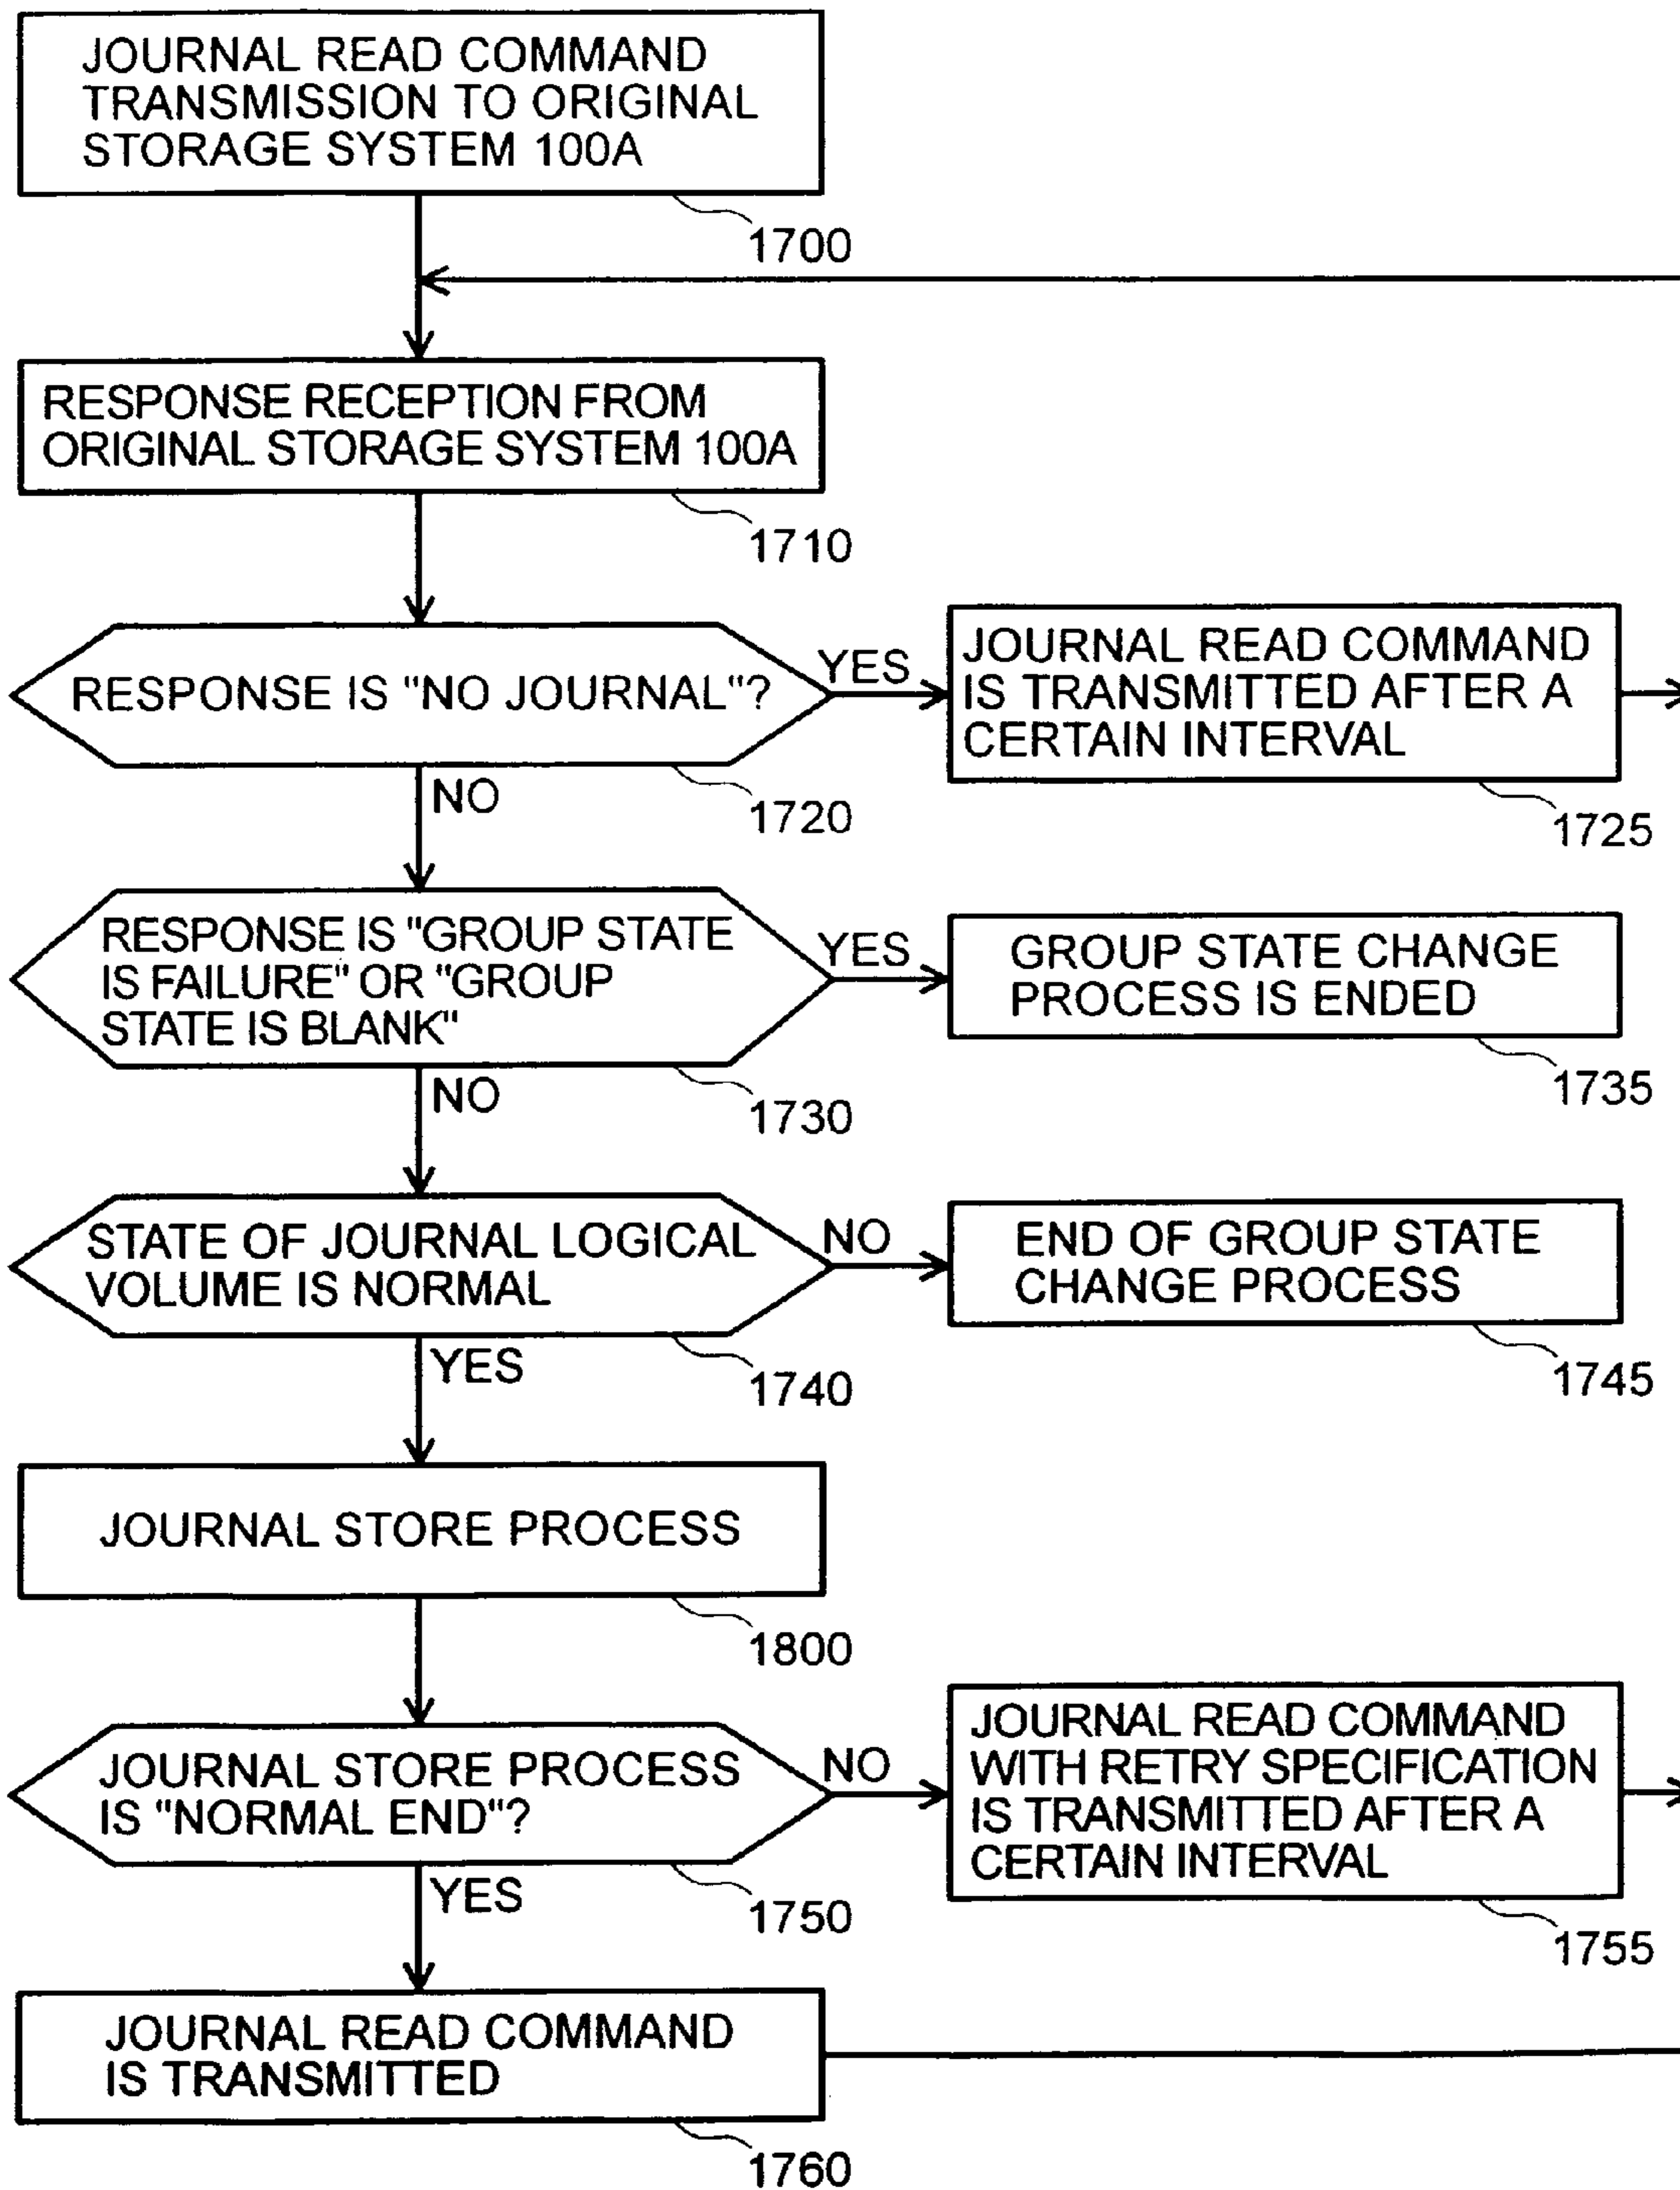 JOURNAL READ COMMAND
TRANSMISSION TO ORIGINAL
STORAGE SYSTEM 100A
1700
RESPONSE RECEPTION FROM
ORIGINAL STORAGE SYSTEM 100A
1710
RESPONSE IS "NO JOURNAL"?
YES
JOURNAL READ COMMAND
IS TRANSMITTED AFTER A
CERTAIN INTERVAL
NO
1720
1725
RESPONSE IS "GROUP STATE
IS FAILURE" OR "GROUP
STATE IS BLANK"
YES
GROUP STATE CHANGE
PROCESS IS ENDED
NO
1730
1735
STATE OF JOURNAL LOGICAL
VOLUME IS NORMAL
NO
END OF GROUP STATE
CHANGE PROCESS
YES
1740
1745
JOURNAL STORE PROCESS
1800
JOURNAL STORE PROCESS
IS "NORMAL END"?
NO
JOURNAL READ COMMAND
WITH RETRY SPECIFICATION
IS TRANSMITTED AFTER A
CERTAIN INTERVAL
YES
1750
1755
JOURNAL READ COMMAND
IS TRANSMITTED
1760